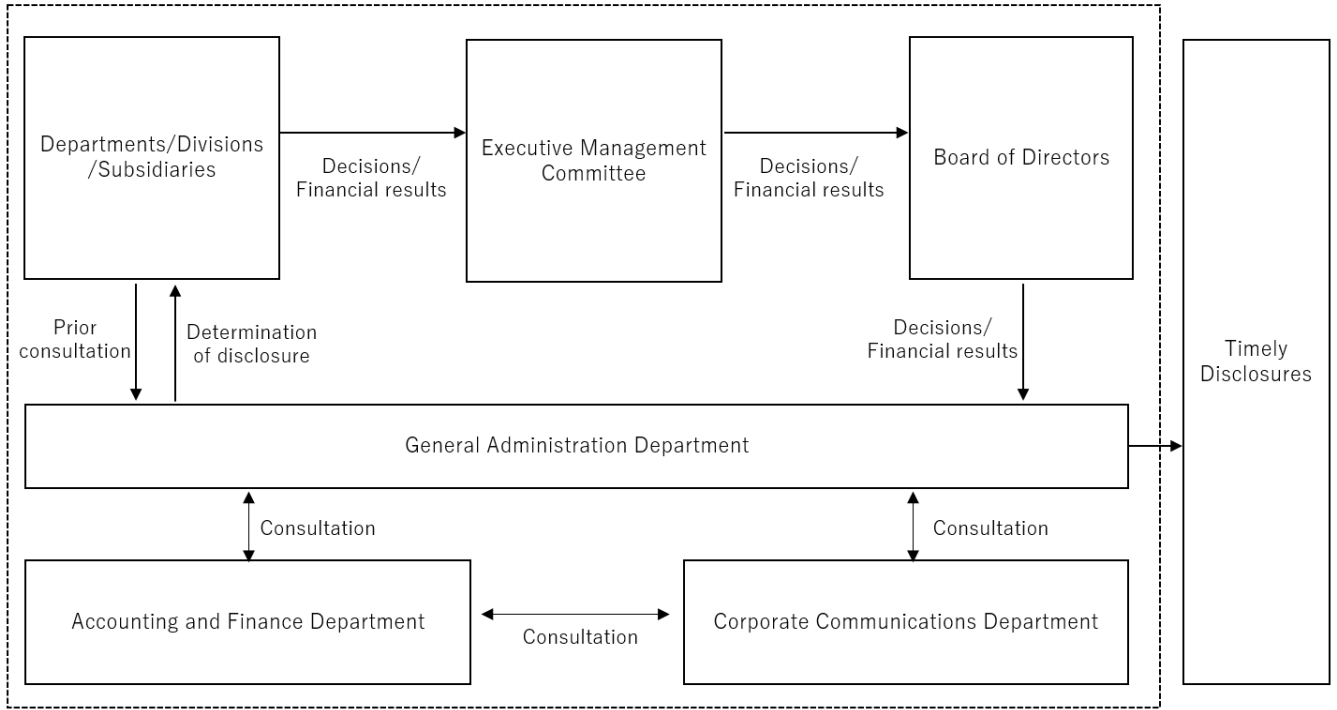 Departments/Divisions
/Subsidiaries
Decisions/
Financial results
Executive Management
Committee
Decisions/
Financial results
Board of Directors
Prior
consultation
Determination
of disclosure
Decisions/
Financial results
Timely
Disclosures
General Administration Department
Consultation
Consultation
Accounting and Finance Department
Consultation
Corporate Communications Department